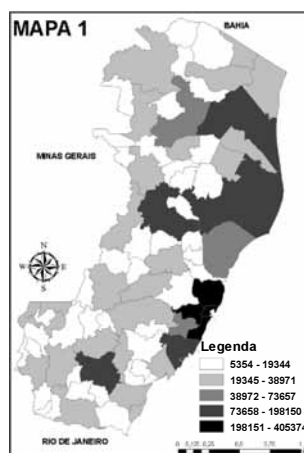 MAPA 1
BAHIA
MINAS GERAIS
N
W E
S
Legenda
5354 - 19344
19345 - 38971
38972 - 73657
73658 - 198150
198151 - 405374
RIO DE JANEIRO